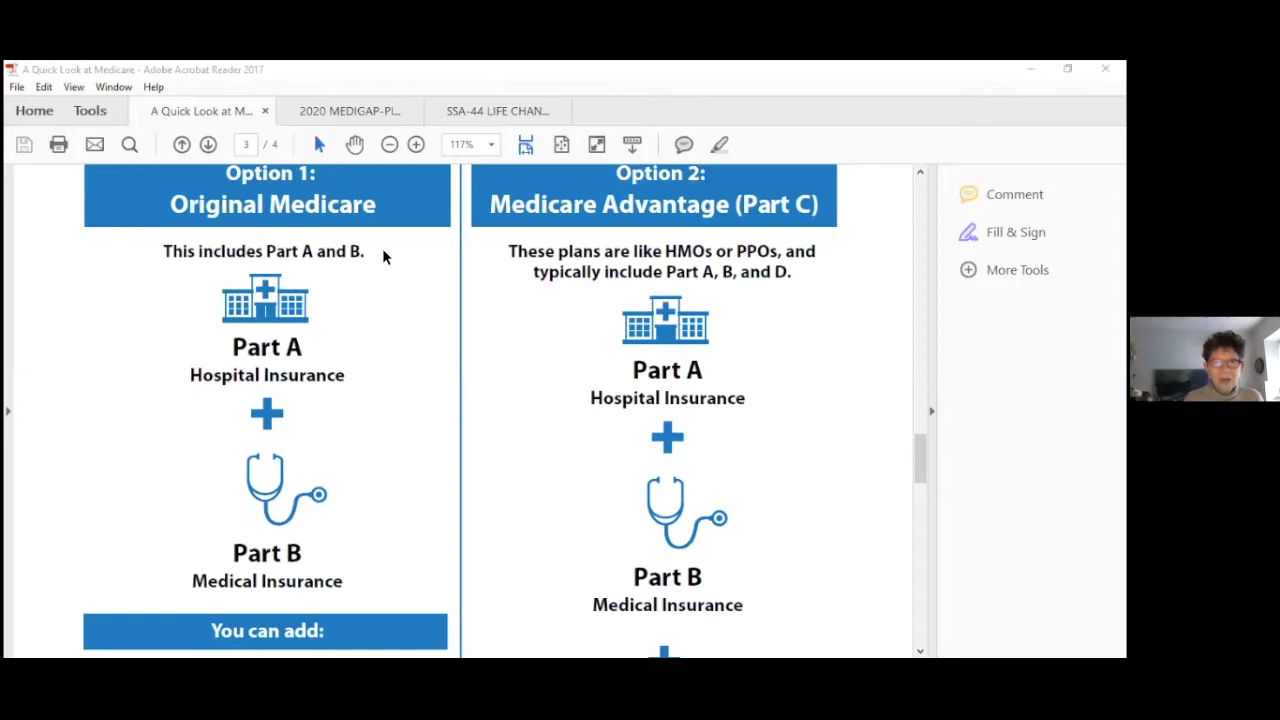 A Quick Look at Medicare - Adobe Acrobat Reader 2017
File Edit View Window Help
Home Tools A Quick Look at M... × 2020 MEDIGAP-PI... SSA-44 LIFE CHAN...
3 / 4 117%
Option 1:
Original Medicare
This includes Part A and B.
Part A
Hospital Insurance
Part B
Medical Insurance
You can add:
Option 2:
Medicare Advantage (Part C)
These plans are like HMOs or PPOs, and
typically include Part A, B, and D.
Part A
Hospital Insurance
Part B
Medical Insurance
Comment
Fill & Sign
More Tools